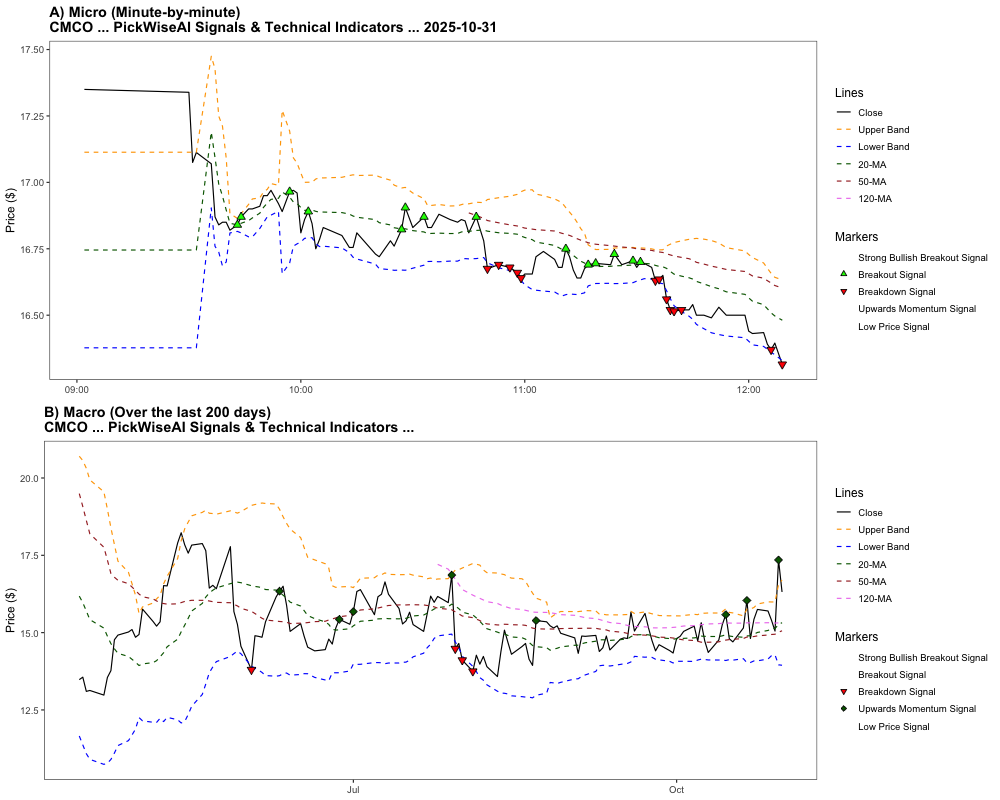 A) Micro (Minute-by-minute)
CMCO ... PickWiseAI Signals & Technical Indicators ... 2025-10-31
Price ($)
17.50
17.25
17.00
16.75
16.50
09:00
10:00
11:00
12:00
Lines
Close
Upper Band
Lower Band
20-MA
50-MA
120-MA
Markers
Strong Bullish Breakout Signal
Breakout Signal
Breakdown Signal
Upwards Momentum Signal
Low Price Signal
B) Macro (Over the last 200 days)
CMCO ... PickWiseAI Signals & Technical Indicators ...
Price ($)
20.0
17.5
15.0
12.5
Jul
Oct
Lines
Close
Upper Band
Lower Band
20-MA
50-MA
120-MA
Markers
Strong Bullish Breakout Signal
Breakout Signal
Breakdown Signal
Upwards Momentum Signal
Low Price Signal